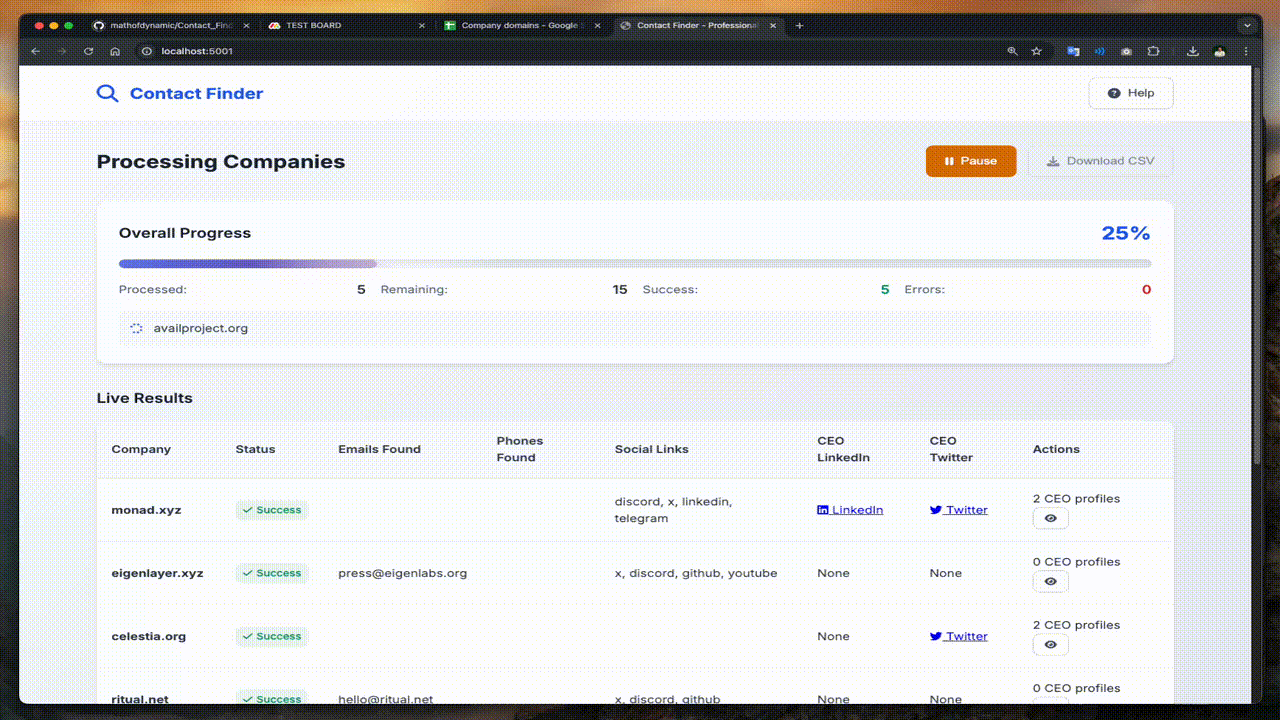 mathofdynamic/Contact_Fin
TEST BOARD
Company domains - Google S
Contact Finder - Professiona
localhost:5001
Contact Finder
Help
Processing Companies
Pause
Download CSV
Overall Progress
25%
Processed: 5 Remaining: 15 Success: 5 Errors: 0
availproject.org
Live Results
Company Status Emails Found Phones Found Social Links CEO LinkedIn CEO Twitter Actions
monad.xyz Success discord, x, linkedin, telegram LinkedIn Twitter 2 CEO profiles
eigenlayer.xyz Success press@eigenlabs.org x, discord, github, youtube None None 0 CEO profiles
celestia.org Success None Twitter 2 CEO profiles
ritual.net Success hello@ritual.net x, discord, github None None 0 CEO profiles